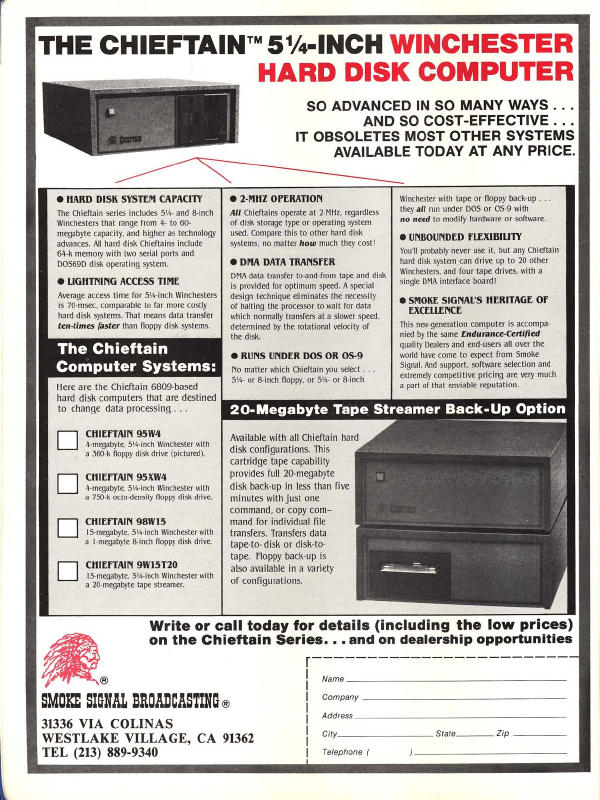 THE CHIEFTAIN™ 5¼-INCH WINCHESTER
HARD DISK COMPUTER
SO ADVANCED IN SO MANY WAYS . . .
AND SO COST-EFFECTIVE . . .
IT OBSOLETES MOST OTHER SYSTEMS
AVAILABLE TODAY AT ANY PRICE.
● HARD DISK SYSTEM CAPACITY
The Chieftain series includes 5¼- and 8-inch
Winchesters that range from 4- to 60-
megabyte capacity, and higher as technology
advances. All hard disk Chieftains include
64-k memory with two serial ports and
DOS69D disk operating system.
● LIGHTNING ACCESS TIME
Average access time for 5¼-inch Winchesters
is 70-msec, comparable to far more costly
hard disk systems. That means data transfer
ten-times faster than floppy disk systems.
● 2-MHZ OPERATION
All Chieftains operate at 2-MHz, regardless
of disk storage type or operating system
used. Compare this to other hard disk
systems, no matter how much they cost!
● DMA DATA TRANSFER
DMA data transfer to-and-from tape and disk
is provided for optimum speed. A special
design technique eliminates the necessity
of halting the processor to wait for data
which normally transfers at a slower speed,
determined by the rotational velocity of
the disk.
● RUNS UNDER DOS OR OS-9
No matter which Chieftain you select . . .
5¼- or 8-inch floppy, or 5¼- or 8-inch
Winchester with tape or floppy back-up . . .
they all run under DOS or OS-9 with
no need to modify hardware or software.
● UNBOUNDED FLEXIBILITY
You'll probably never use it, but any Chieftain
hard disk system can drive up to 20 other
Winchesters, and four tape drives, with a
single DMA interface board!
● SMOKE SIGNAL'S HERITAGE OF
EXCELLENCE
This new-generation computer is accompa-
nied by the same Endurance-Certified
quality Dealers and end-users all over the
world have come to expect from Smoke
Signal. And support, software selection and
extremely competitive pricing are very much
a part of that enviable reputation.
The Chieftain
Computer Systems:
Here are the Chieftain 6809-based
hard disk computers that are destined
to change data processing . . .
CHIEFTAIN 95W4
4-megabyte, 5¼-inch Winchester with
a 360-k floppy disk drive (pictured).
CHIEFTAIN 95XW4
4-megabyte, 5¼-inch Winchester with
a 750-k octo-density floppy disk drive.
CHIEFTAIN 98W15
15-megabyte, 5¼-inch Winchester with
a 1-megabyte 8-inch floppy disk drive.
CHIEFTAIN 9W15T20
15-megabyte, 5¼-inch Winchester with
a 20-megabyte tape streamer.
20-Megabyte Tape Streamer Back-Up Option
Available with all Chieftain hard
disk configurations. This
cartridge tape capability
provides full 20-megabyte
disk back-up in less than five
minutes with just one
command, or copy com-
mand for individual file
transfers. Transfers data
tape-to-disk or disk-to-
tape. Floppy back-up is
also available in a variety
of configurations.
Write or call today for details (including the low prices)
on the Chieftain Series. . . and on dealership opportunities
®
SMOKE SIGNAL BROADCASTING®
31336 VIA COLINAS
WESTLAKE VILLAGE, CA 91362
TEL (213) 889-9340
Name
Company
Address
City State Zip
Telephone ( )